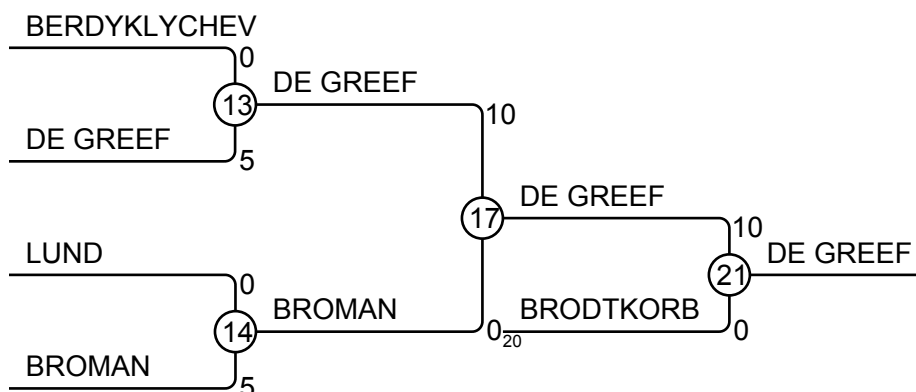 BERDYKLYCHEV
0
13
DE GREEF
10
DE GREEF
5
17
DE GREEF
10
LUND
0
21
DE GREEF
14
BROMAN
0
20
BRODTKORB
0
BROMAN
5